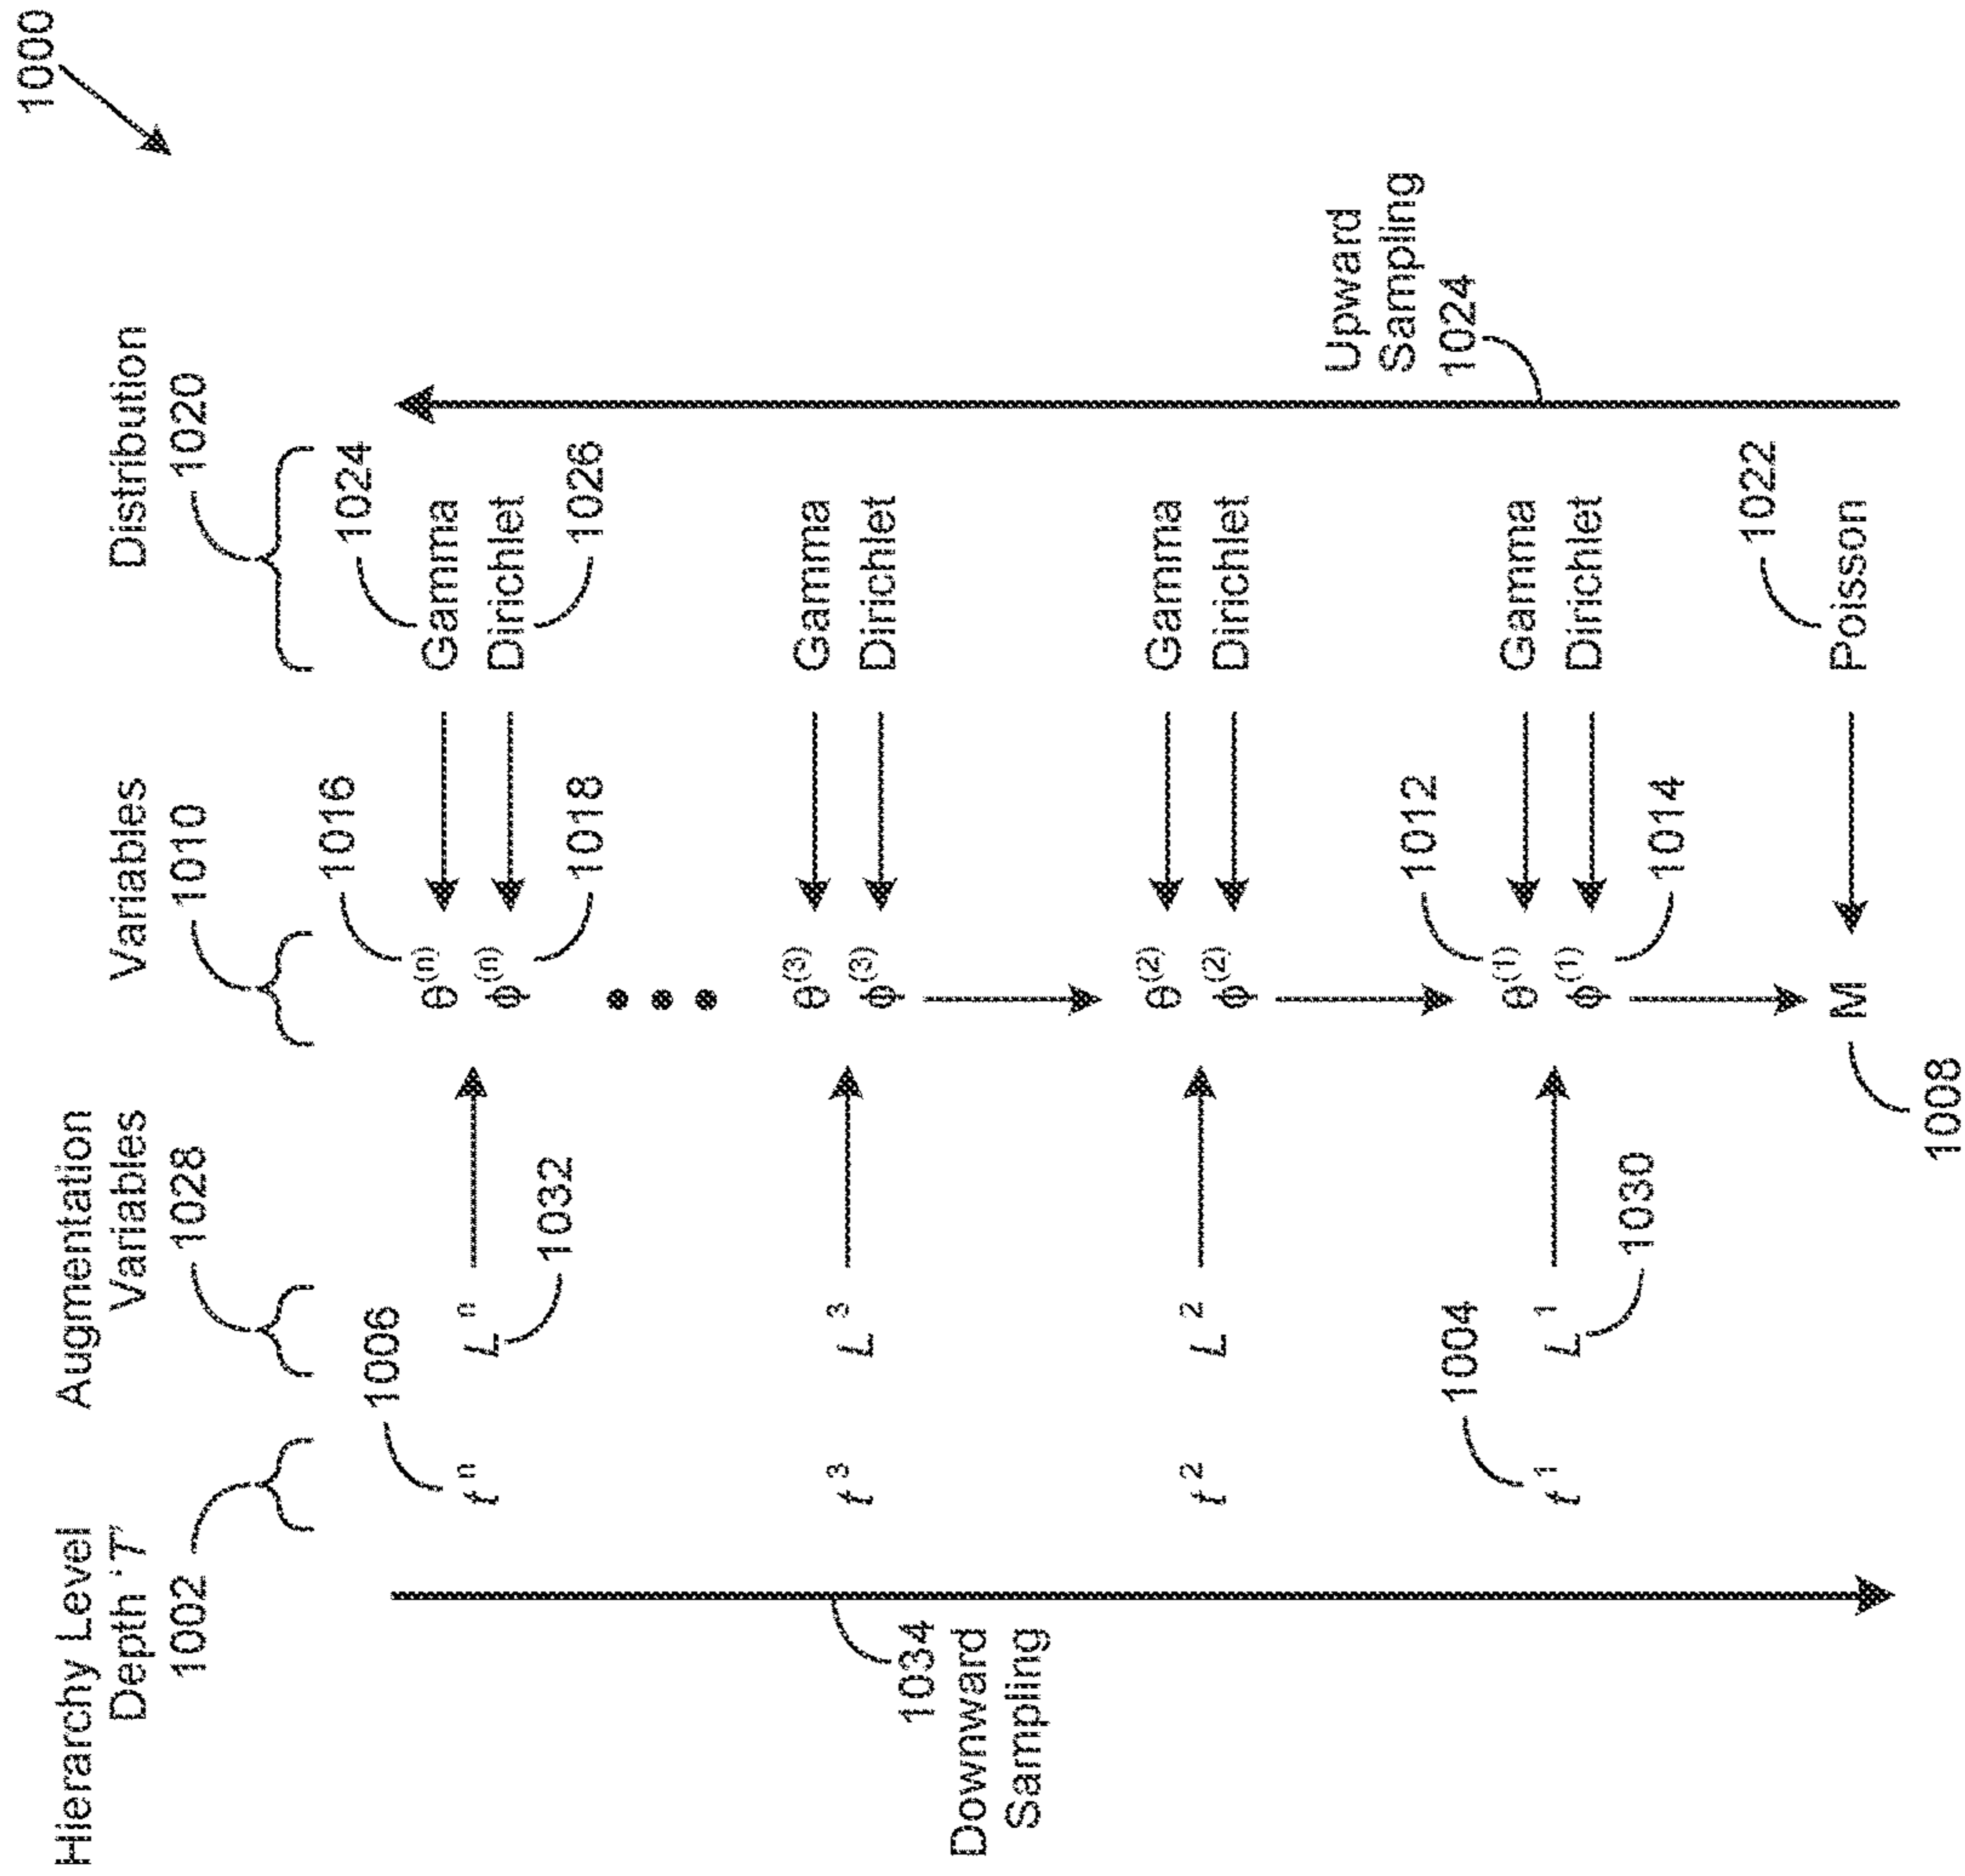 1000
Hierarchy Level
Depth 'T'
1002
Augmentation
Variables
1028
Variables
1010
Distribution
1020
1006
1016
1024
t n
L n
θ(n)
Gamma
ϕ(n)
Dirichlet
1032
1018
1026
t 3
L 3
θ(3)
Gamma
ϕ(3)
Dirichlet
1034
Downward
Sampling
t 2
L 2
θ(2)
Gamma
ϕ(2)
Dirichlet
Upward
Sampling
1024
1004
1012
t 1
L 1
θ(1)
Gamma
ϕ(1)
Dirichlet
1030
1014
1022
M
Poisson
1008